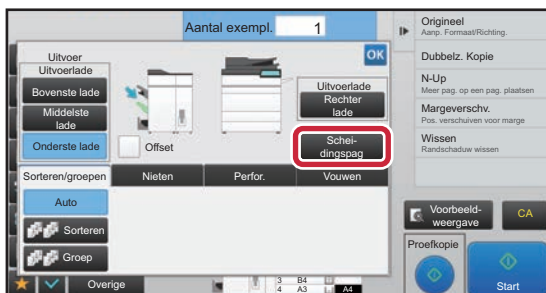 Aantal exempl. 1
Origineel
Aanp. Formaat/Richting.
Dubbelz. Kopie
N-Up
Meer pag. op een pag. plaatsen
Margeverschv.
Pos. verschuiven voor marge
Wissen
Randschaduw wissen
Uitvoer
OK
Uitvoerlade
Bovenste lade
Middelste
lade
Onderste lade
Offset
Uitvoerlade
Rechter
lade
Schei-
dingspag
Sorteren/groepen
Nieten
Perfor.
Vouwen
Auto
Sorteren
Groep
Voorbeeld-
weergave
CA
Proefkopie
Start
Overige
3 B4
4 A3
A4